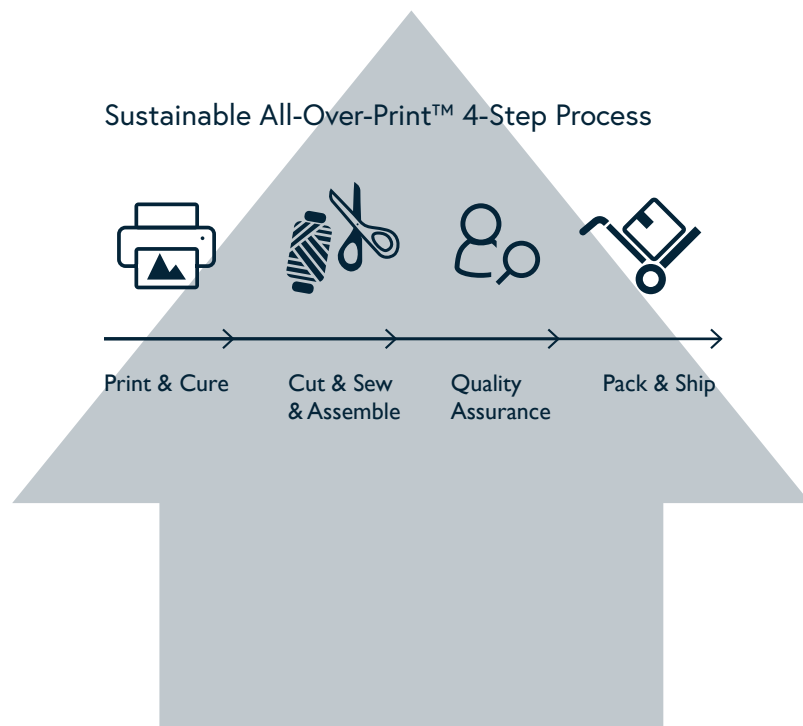 Sustainable All-Over-Print™ 4-Step Process
Print & Cure
Cut & Sew
& Assemble
Quality
Assurance
Pack & Ship